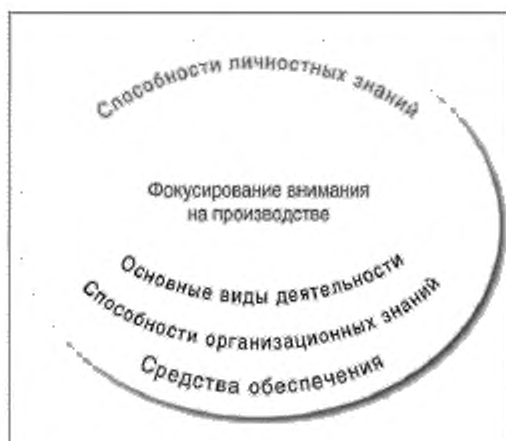 Способности личностных знаний
Фокусирование внимания
на производстве
Основные виды деятельности
Способности организационных знаний
Средства обеспечения